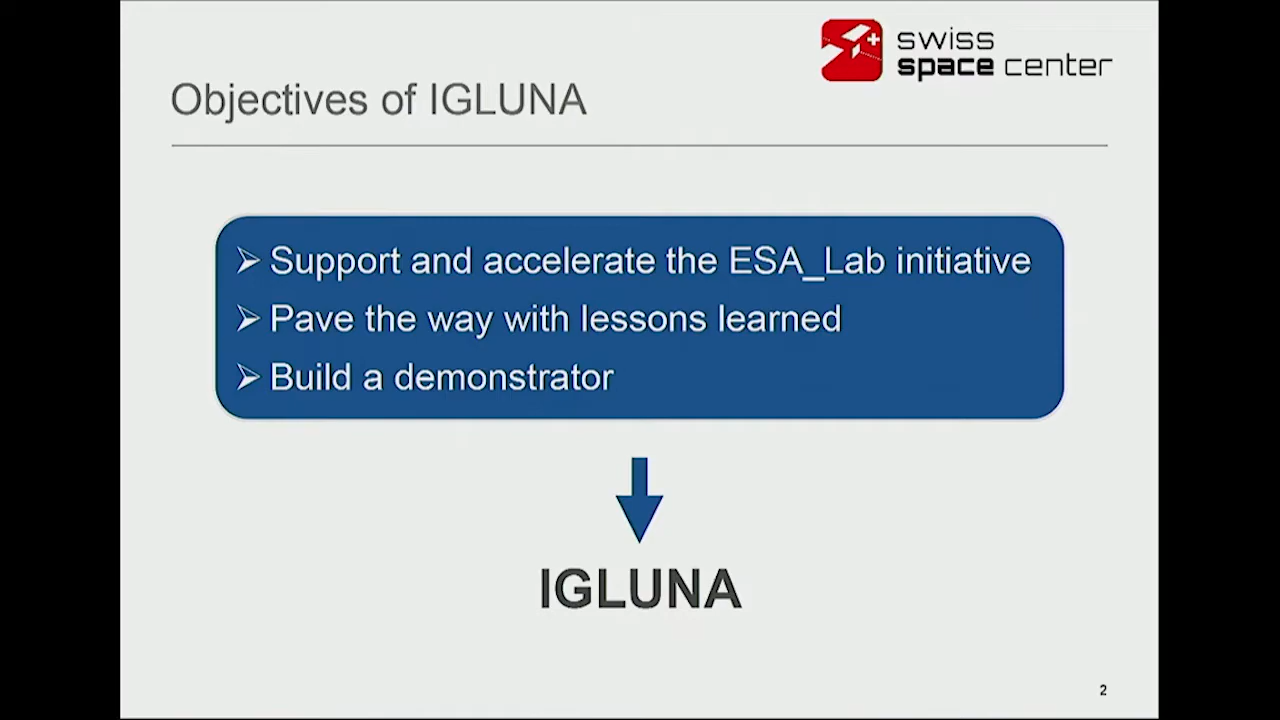 swiss
space center
Objectives of IGLUNA
➢ Support and accelerate the ESA_Lab initiative
➢ Pave the way with lessons learned
➢ Build a demonstrator
IGLUNA
2